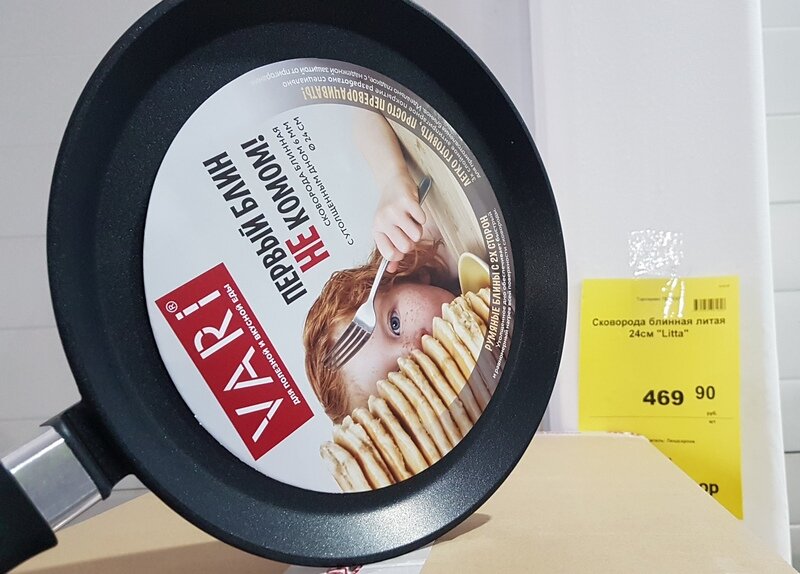 VARi®
ДЛЯ ПОЛЕЗНОЙ И ВКУСНОЙ ЕДЫ
ПЕРВЫЙ БЛИН
НЕ КОМОМ!
СКОВОРОДА БЛИННАЯ
С УТОЛЩЕННЫМ ДНОМ 6 ММ
Ø 24 СМ
ЛЕГКО ГОТОВИТЬ, ПРОСТО ПЕРЕВОРАЧИВАТЬ!
РУМЯНЫЕ БЛИНЫ С 2Х СТОРОН
Сковорода блинная литая
24см "Litta"
469 90
руб.
шт.